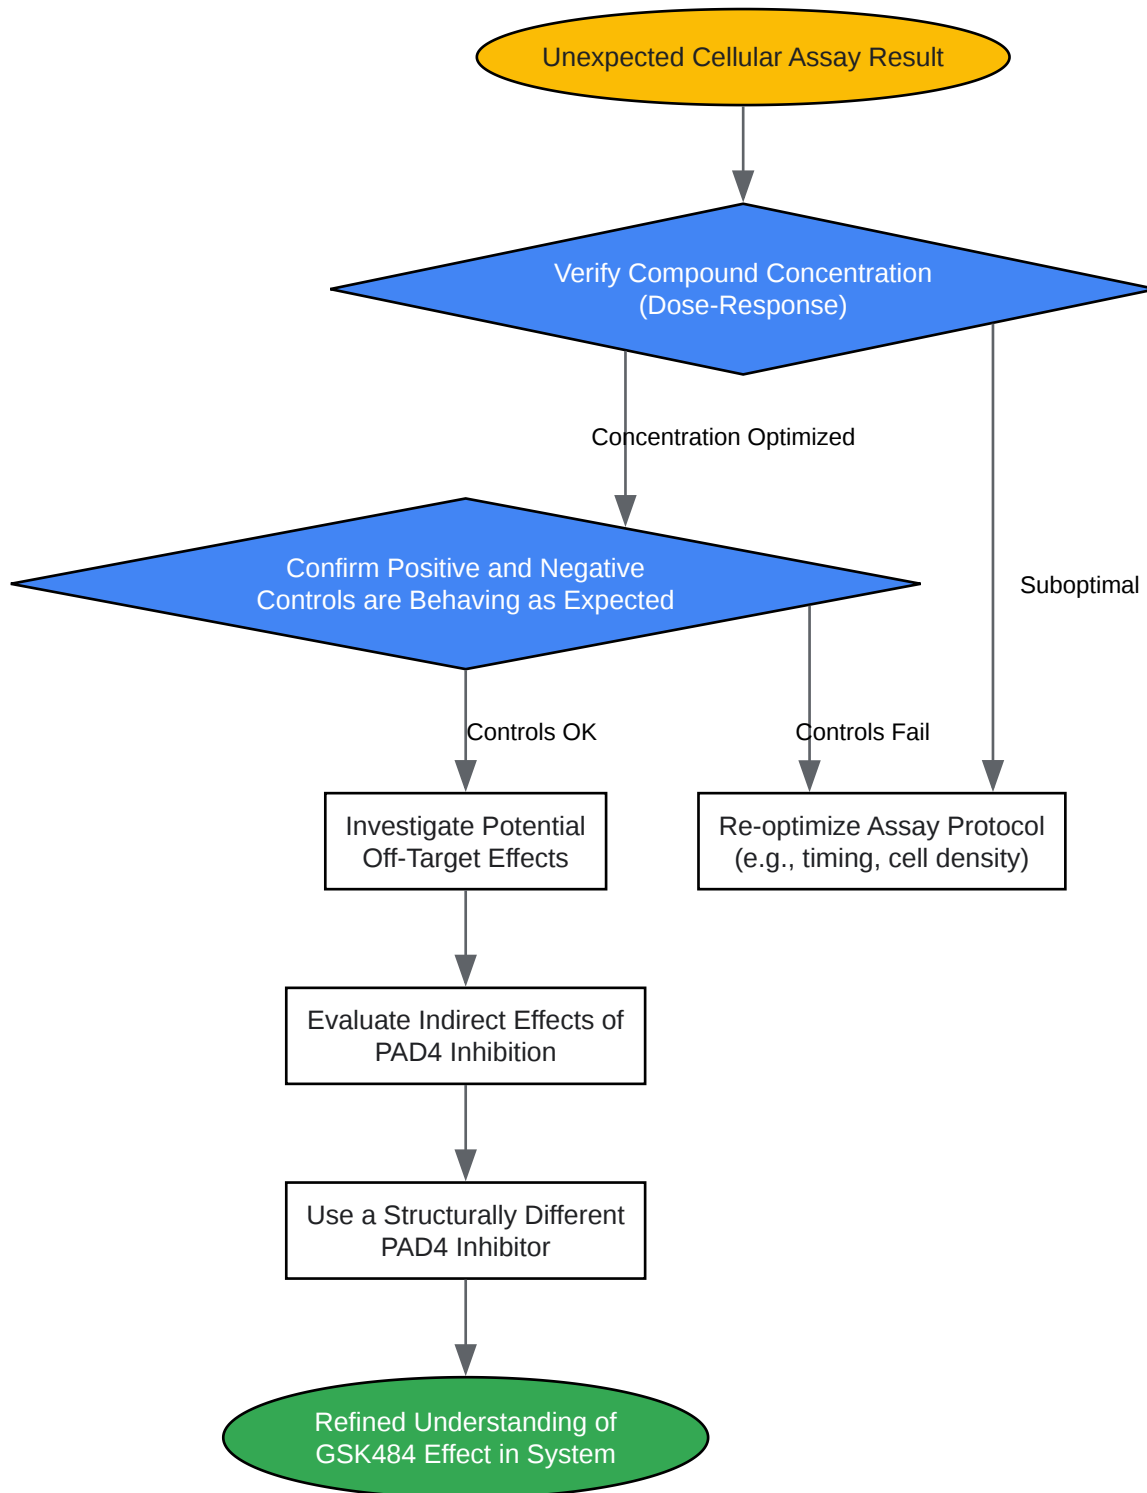 Unexpected Cellular Assay Result
Verify Compound Concentration
(Dose-Response)
Concentration Optimized
Confirm Positive and Negative
Controls are Behaving as Expected
Suboptimal
Controls OK
Controls Fail
Investigate Potential
Off-Target Effects
Re-optimize Assay Protocol
(e.g., timing, cell density)
Evaluate Indirect Effects of
PAD4 Inhibition
Use a Structurally Different
PAD4 Inhibitor
Refined Understanding of
GSK484 Effect in System